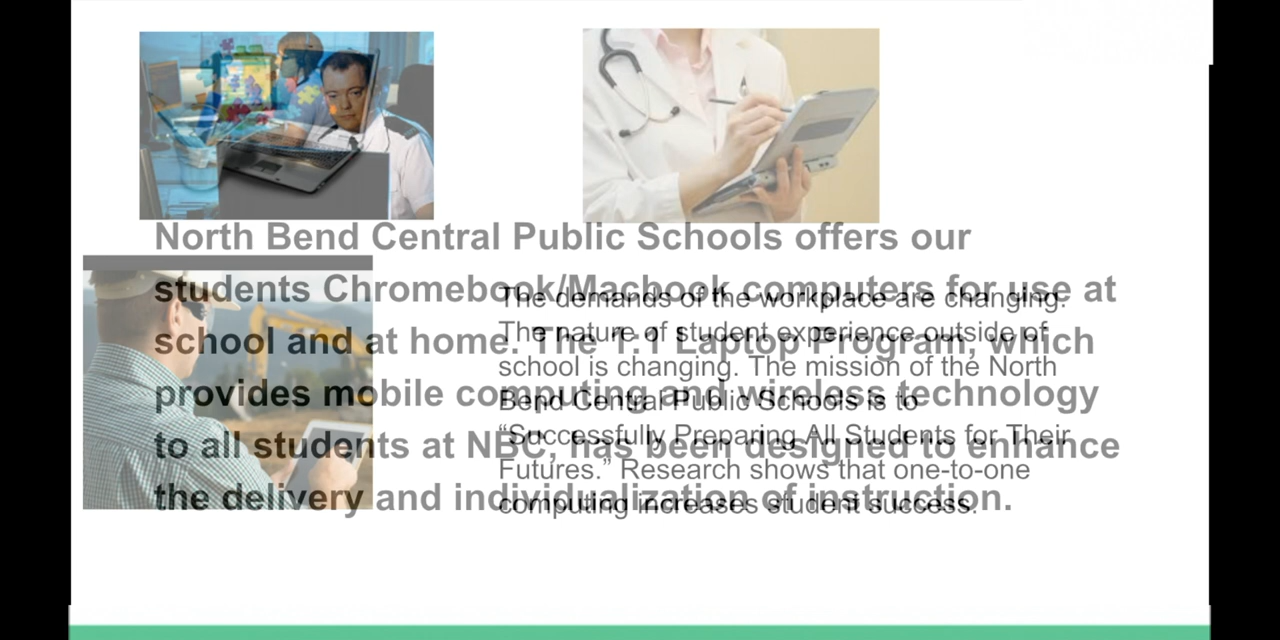 North Bend Central Public Schools offers our
students Chromebook/Macbook computers for use at
school and at home. The 1:1 Laptop Program, which
provides mobile computing and wireless technology
to all students at NBC, has been designed to enhance
the delivery and individualization of instruction.
The demands of the workplace are changing.
The nature of student experience outside of
school is changing. The mission of the North
Bend Central Public Schools is to
“Successfully Preparing All Students for Their
Futures.” Research shows that one-to-one
computing increases student success.